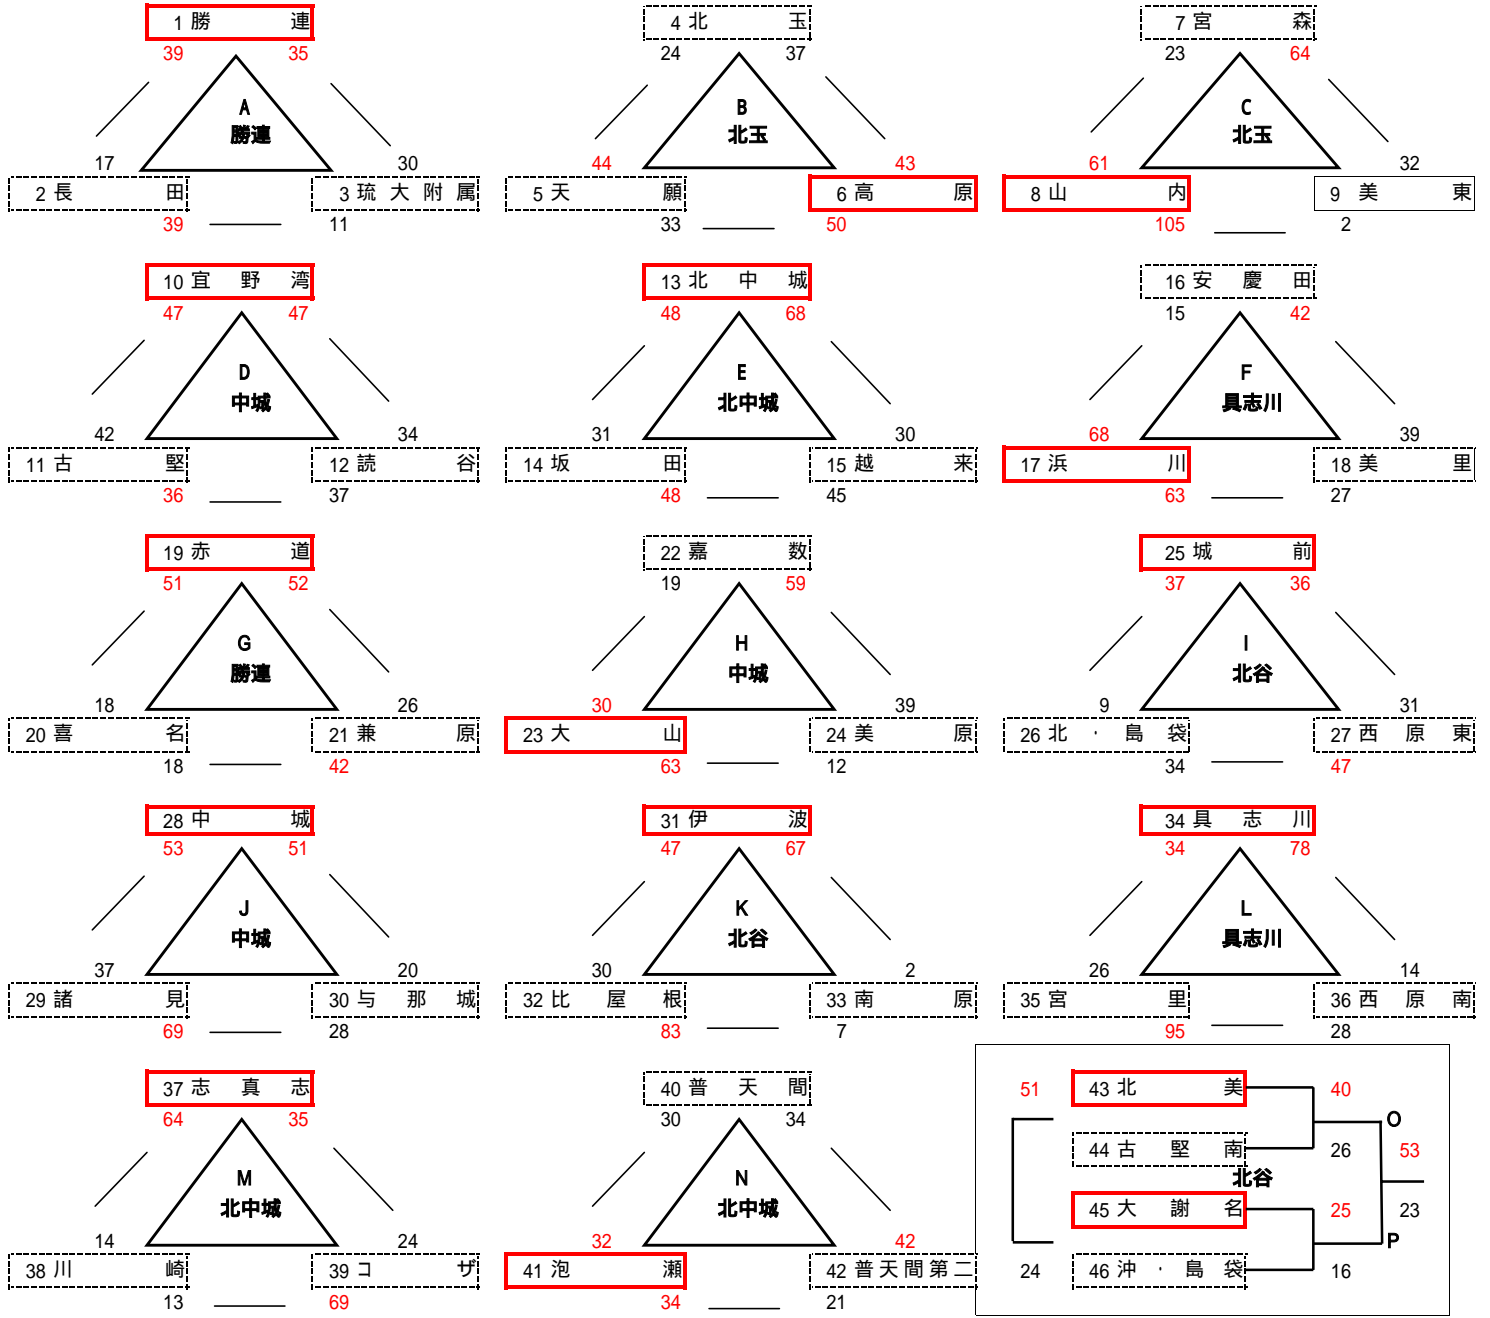 1 勝連
39 35
A
勝連
17 30
2 長田
3 琉大附属
39 11
4 北玉
24 37
B
北玉
44 43
5 天願
6 高原
33 50
7 宮森
23 64
C
北玉
61 32
8 山内
9 美東
105 2
10 宜野湾
47 47
D
中城
42 34
11 古堅
12 読谷
36 37
13 北中城
48 68
E
北中城
31 30
14 坂田
15 越来
48 45
16 安慶田
15 42
F
具志川
68 39
17 浜川
18 美里
63 27
19 赤道
51 52
G
勝連
18 26
20 喜名
21 兼原
18 42
22 嘉数
19 59
H
中城
30 39
23 大山
24 美原
63 12
25 城前
37 36
I
北谷
9 31
26 北・島袋
27 西原東
34 47
28 中城
53 51
J
中城
37 20
29 諸見
30 与那城
69 28
31 伊波
47 67
K
北谷
30 2
32 比屋根
33 南原
83 7
34 具志川
34 78
L
具志川
26 14
35 宮里
36 西原南
95 28
37 志真志
64 35
M
北中城
14 24
38 川崎
39 コザ
13 69
40 普天間
30 34
N
北中城
32 42
41 泡瀬
42 普天間第二
34 21
51 43 北美 40
O
44 古堅南 26 53
北谷
45 大謝名 25 23
P
24 46 沖・島袋 16